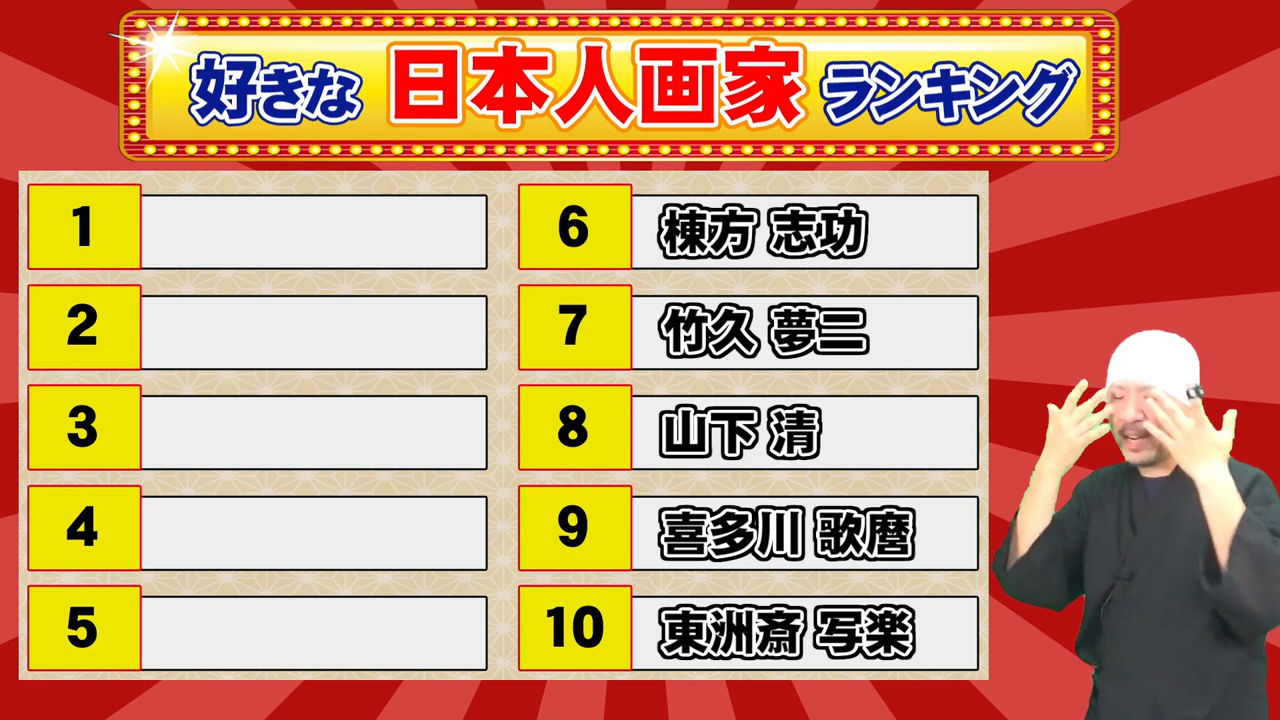 好きな 日本人画家 ランキング
1
2
3
4
5
6 棟方 志功
7 竹久 夢二
8 山下 清
9 喜多川 歌麿
10 東洲斎 写楽